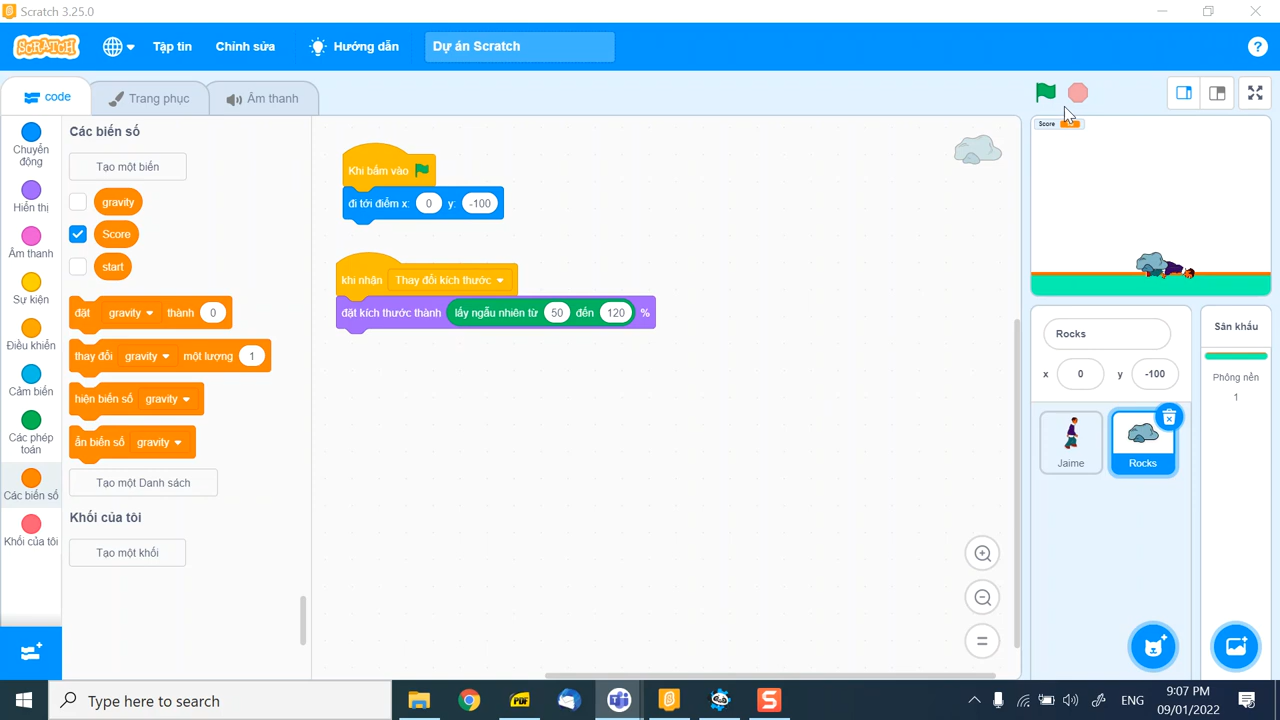 Scratch 3.25.0
SCRATCH
Tập tin
Chỉnh sửa
Hướng dẫn
Dự án Scratch
?
code
Trang phục
Âm thanh
Chuyển động
Hiển thị
Âm thanh
Sự kiện
Điều khiển
Cảm biến
Các phép toán
Các biến số
Khối của tôi
Các biến số
Tạo một biến
gravity
Score
start
đặt gravity thành 0
thay đổi gravity một lượng 1
hiện biến số gravity
ẩn biến số gravity
Tạo một Danh sách
Khối của tôi
Tạo một khối
Khi bấm vào
đi tới điểm x: 0 y: -100
khi nhận Thay đổi kích thước
đặt kích thước thành lấy ngẫu nhiên từ 50 đến 120 %
Score
Rocks
x 0 y -100
Jaime
Rocks
Sân khấu
Phông nền
1
Type here to search
PDF
S
ENG
9:07 PM
09/01/2022